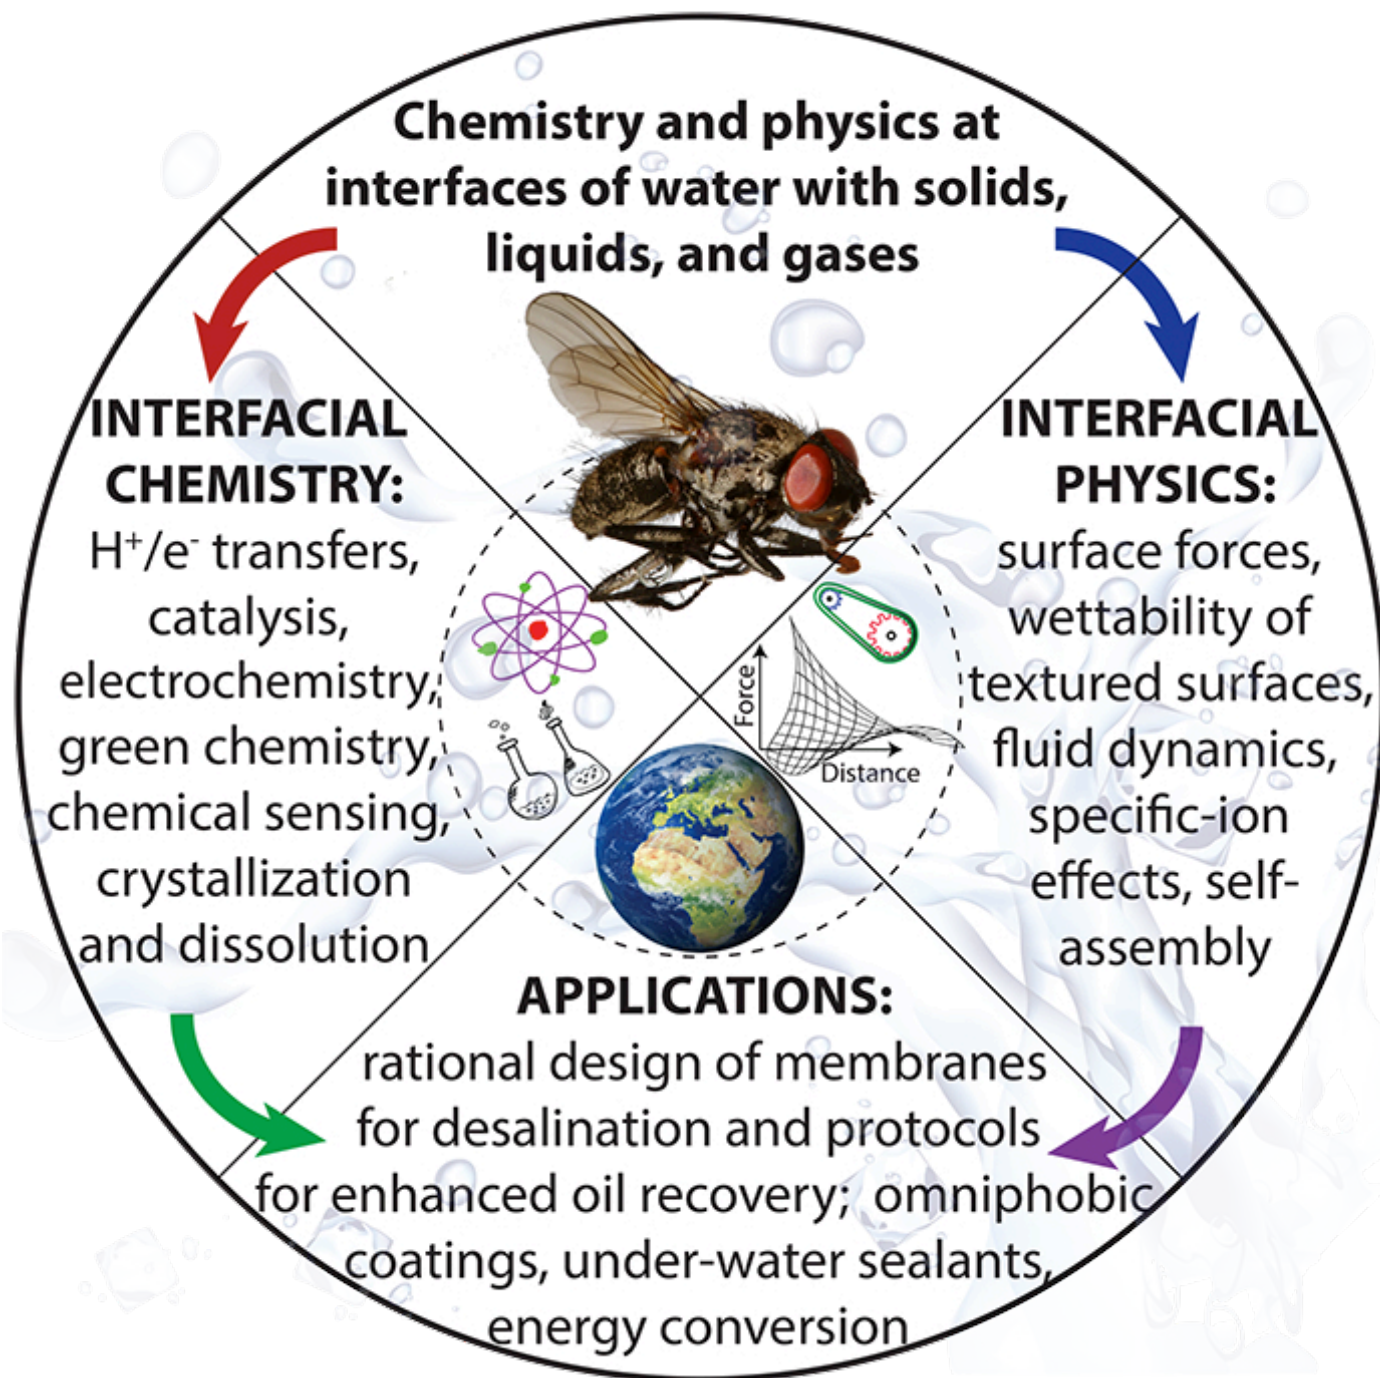 Chemistry and physics at
interfaces of water with solids,
liquids, and gases
INTERFACIAL
CHEMISTRY:
H⁺/e⁻ transfers,
catalysis,
electrochemistry,
green chemistry,
chemical sensing,
crystallization
and dissolution
INTERFACIAL
PHYSICS:
surface forces,
wettability of
textured surfaces,
fluid dynamics,
specific-ion
effects, self-
assembly
Force
Distance
APPLICATIONS:
rational design of membranes
for desalination and protocols
for enhanced oil recovery; omniphobic
coatings, under-water sealants,
energy conversion